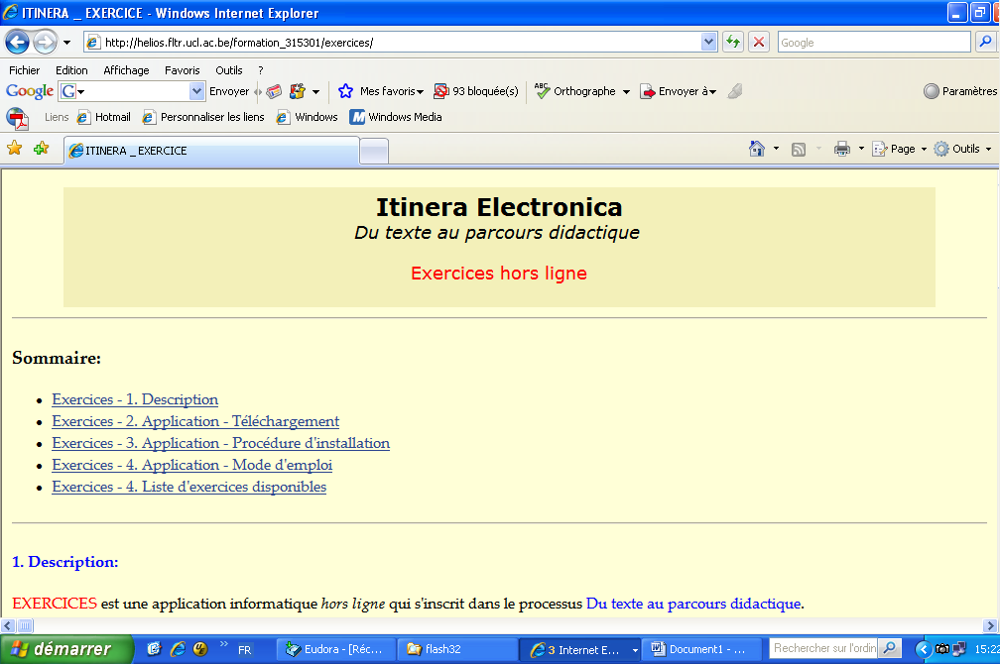 ITINERA _ EXERCICE - Windows Internet Explorer
http://helios.fltr.ucl.ac.be/formation_315301/exercices/
Google
Fichier Edition Affichage Favoris Outils ?
Google G Envoyer Mes favoris 93 bloquée(s) ABC Orthographe Envoyer à Paramètres
Liens Hotmail Personnaliser les liens Windows Windows Media
ITINERA _ EXERCICE Page Outils
Itinera Electronica
Du texte au parcours didactique
Exercices hors ligne
Sommaire:
Exercices - 1. Description
Exercices - 2. Application - Téléchargement
Exercices - 3. Application - Procédure d'installation
Exercices - 4. Application - Mode d'emploi
Exercices - 4. Liste d'exercices disponibles
1. Description:
EXERCICES est une application informatique hors ligne qui s'inscrit dans le processus Du texte au parcours didactique.
démarrer FR Eudora - [Réc... flash32 3 Internet E... Document1 - ... Rechercher sur l'ordin 15:22